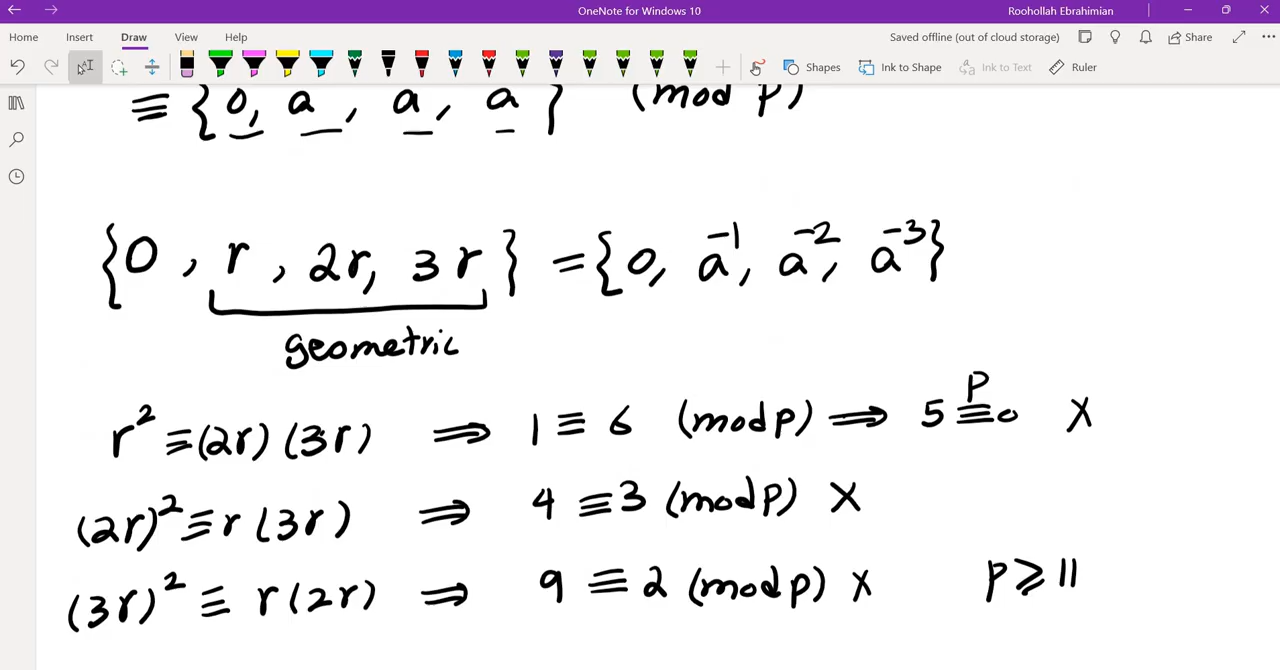 OneNote for Windows 10
Roohollah Ebrahimian
Home Insert Draw View Help
Saved offline (out of cloud storage) Share
Shapes Ink to Shape Ink to Text Ruler
≡ {0, a, a, a} (mod p)
{0, r, 2r, 3r} = {0, a⁻¹, a⁻², a⁻³}
geometric
r² ≡ (2r)(3r) ⟹ 1 ≡ 6 (mod p) ⟹ 5 ≡ 0 X
p
(2r)² ≡ r(3r) ⟹ 4 ≡ 3 (mod p) X
(3r)² ≡ r(2r) ⟹ 9 ≡ 2 (mod p) X p ⩾ 11